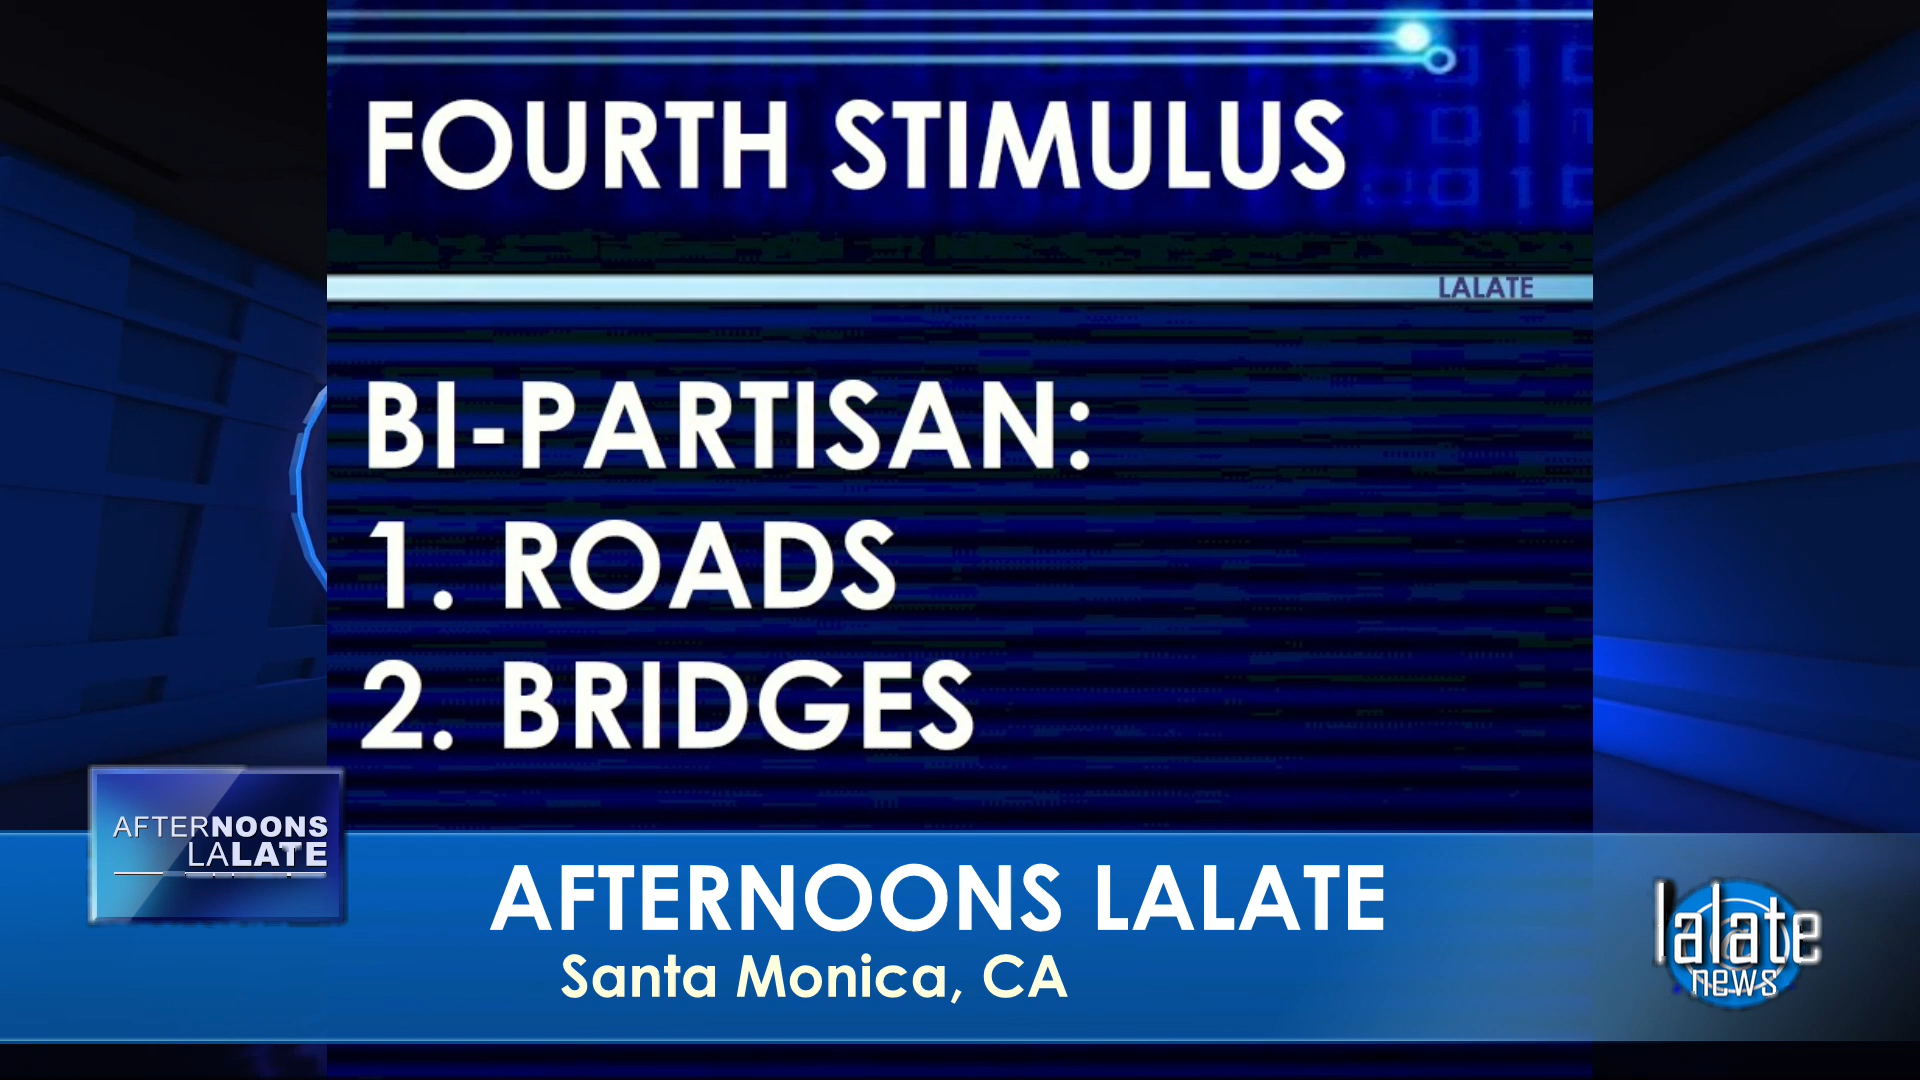 FOURTH STIMULUS
LALATE
BI-PARTISAN:
1. ROADS
2. BRIDGES
AFTERNOONS
LALATE
AFTERNOONS LALATE
Santa Monica, CA
lalate
news